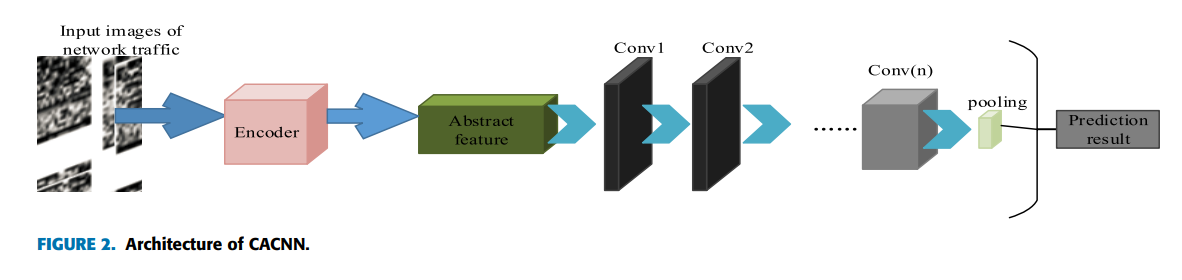 Input images of
network traffic
Encoder
Abstract
feature
Conv1
Conv2
......
Conv(n)
pooling
Prediction
result
FIGURE 2. Architecture of CACNN.